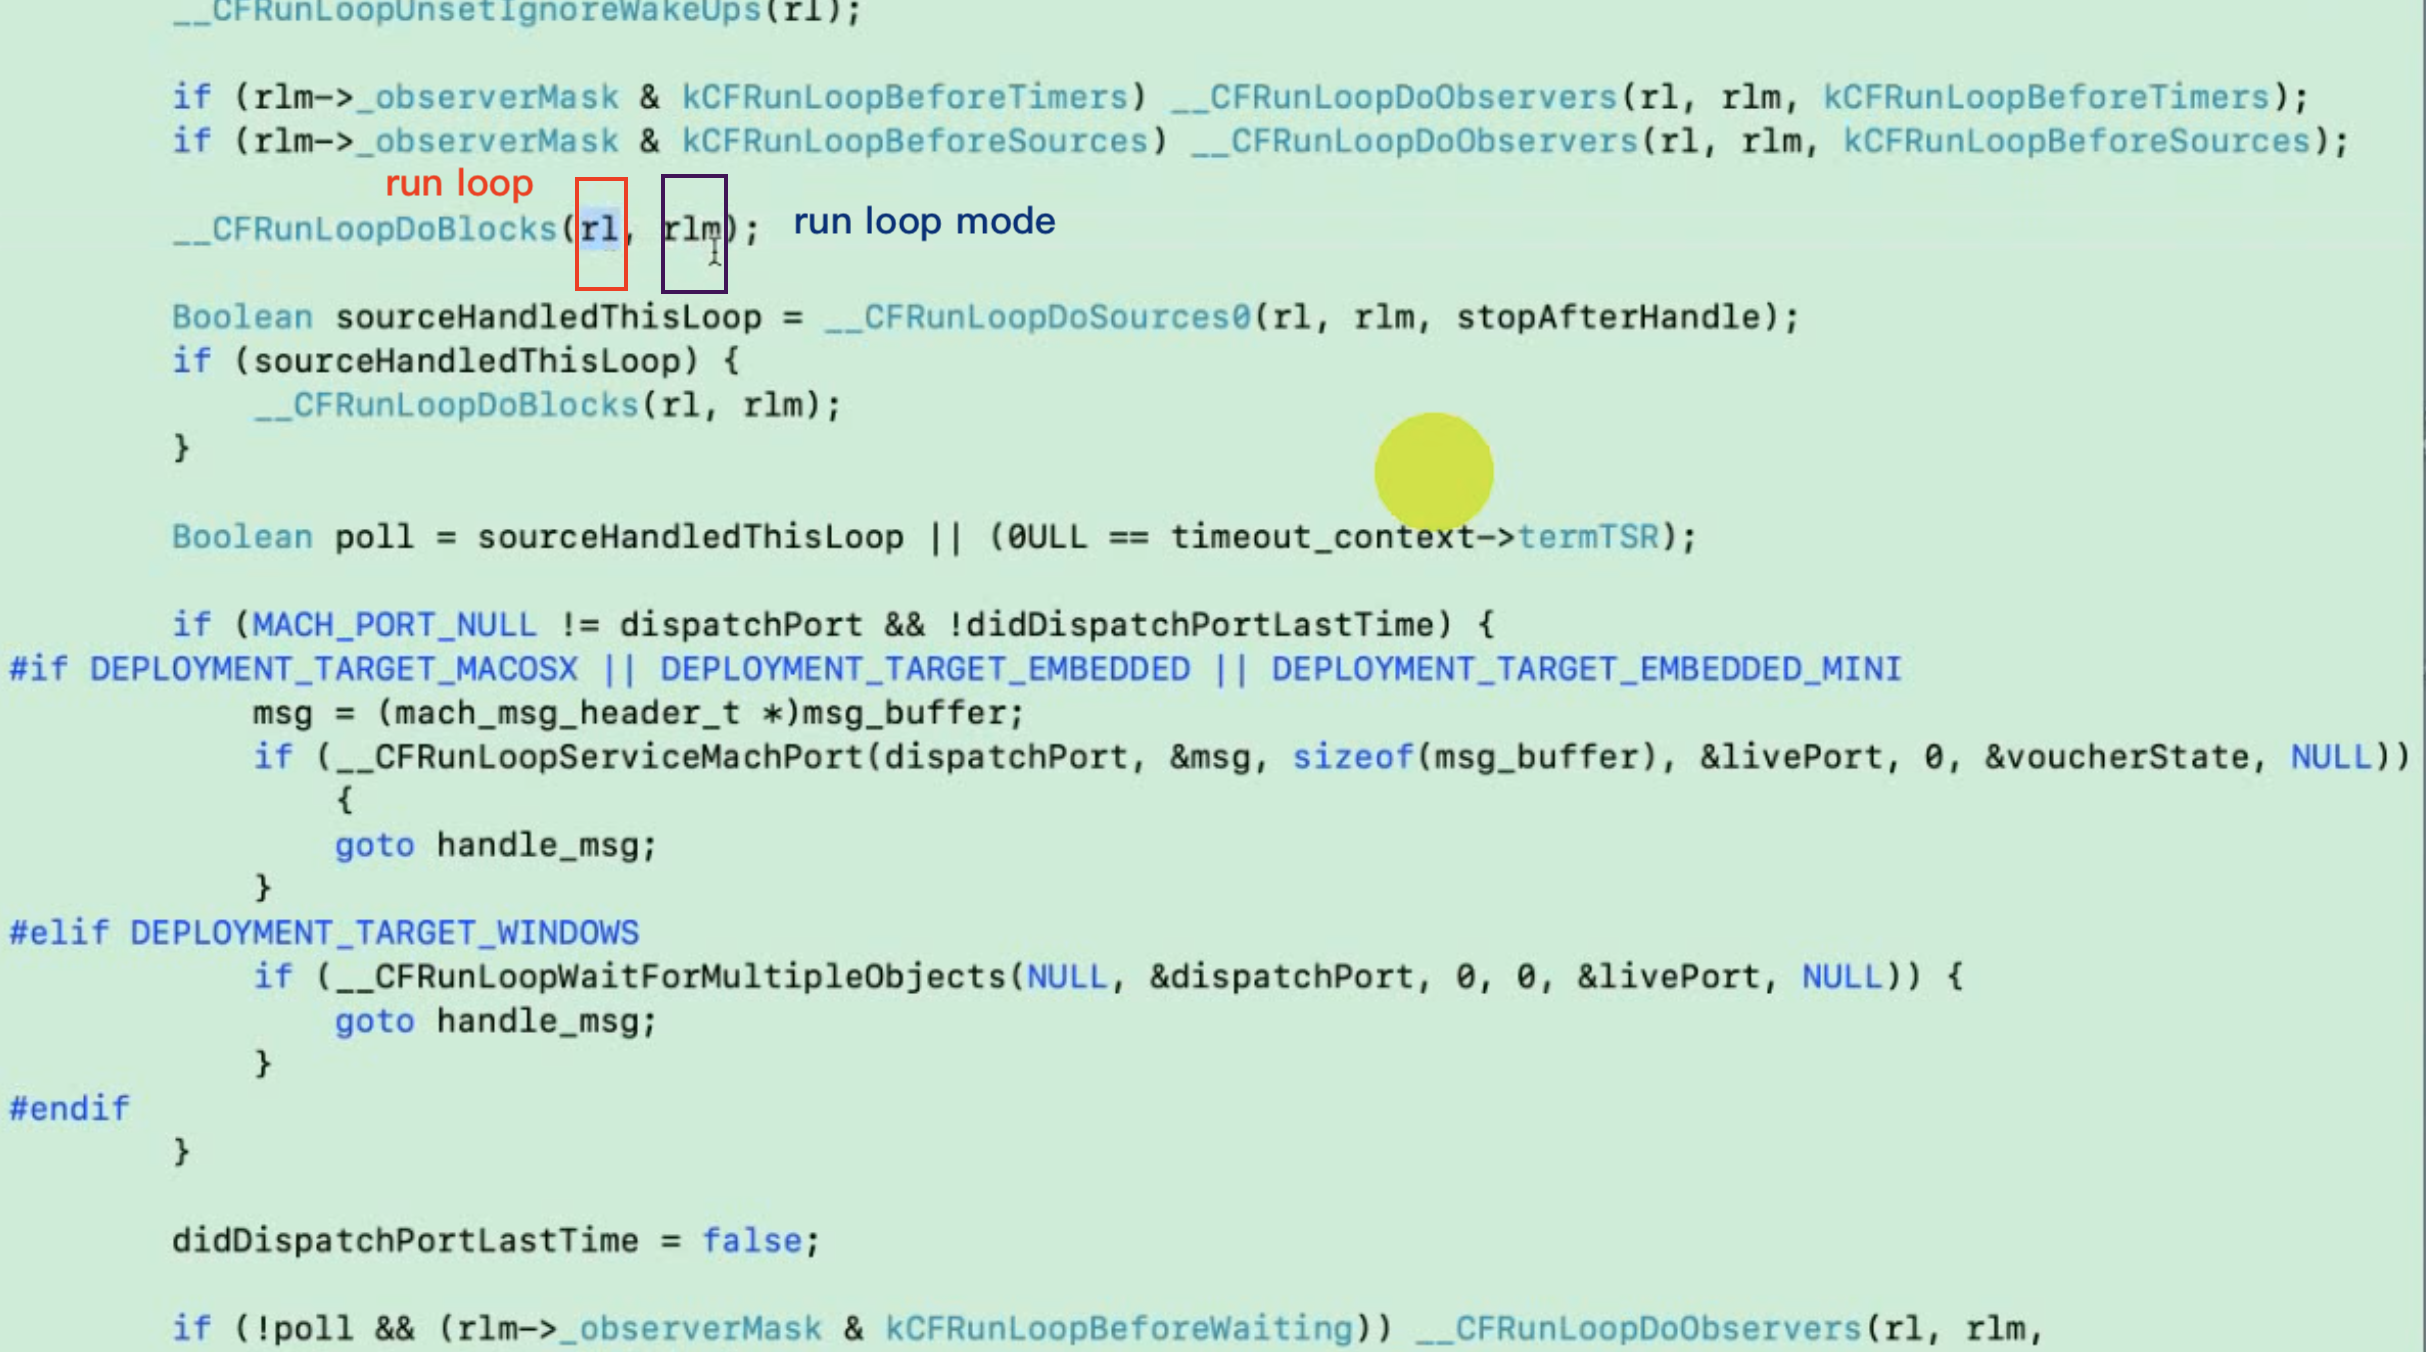 __CFRunLoopUnsetIgnoreWakeUps(rl);
if (rlm->_observerMask & kCFRunLoopBeforeTimers) __CFRunLoopDoObservers(rl, rlm, kCFRunLoopBeforeTimers);
if (rlm->_observerMask & kCFRunLoopBeforeSources) __CFRunLoopDoObservers(rl, rlm, kCFRunLoopBeforeSources);
run loop
__CFRunLoopDoBlocks(rl, rlm); run loop mode
Boolean sourceHandledThisLoop = __CFRunLoopDoSources0(rl, rlm, stopAfterHandle);
if (sourceHandledThisLoop) {
__CFRunLoopDoBlocks(rl, rlm);
}
Boolean poll = sourceHandledThisLoop || (0ULL == timeout_context->termTSR);
if (MACH_PORT_NULL != dispatchPort && !didDispatchPortLastTime) {
#if DEPLOYMENT_TARGET_MACOSX || DEPLOYMENT_TARGET_EMBEDDED || DEPLOYMENT_TARGET_EMBEDDED_MINI
msg = (mach_msg_header_t *)msg_buffer;
if (__CFRunLoopServiceMachPort(dispatchPort, &msg, sizeof(msg_buffer), &livePort, 0, &voucherState, NULL))
{
goto handle_msg;
}
#elif DEPLOYMENT_TARGET_WINDOWS
if (__CFRunLoopWaitForMultipleObjects(NULL, &dispatchPort, 0, 0, &livePort, NULL)) {
goto handle_msg;
}
#endif
}
didDispatchPortLastTime = false;
if (!poll && (rlm->_observerMask & kCFRunLoopBeforeWaiting)) __CFRunLoopDoObservers(rl, rlm,